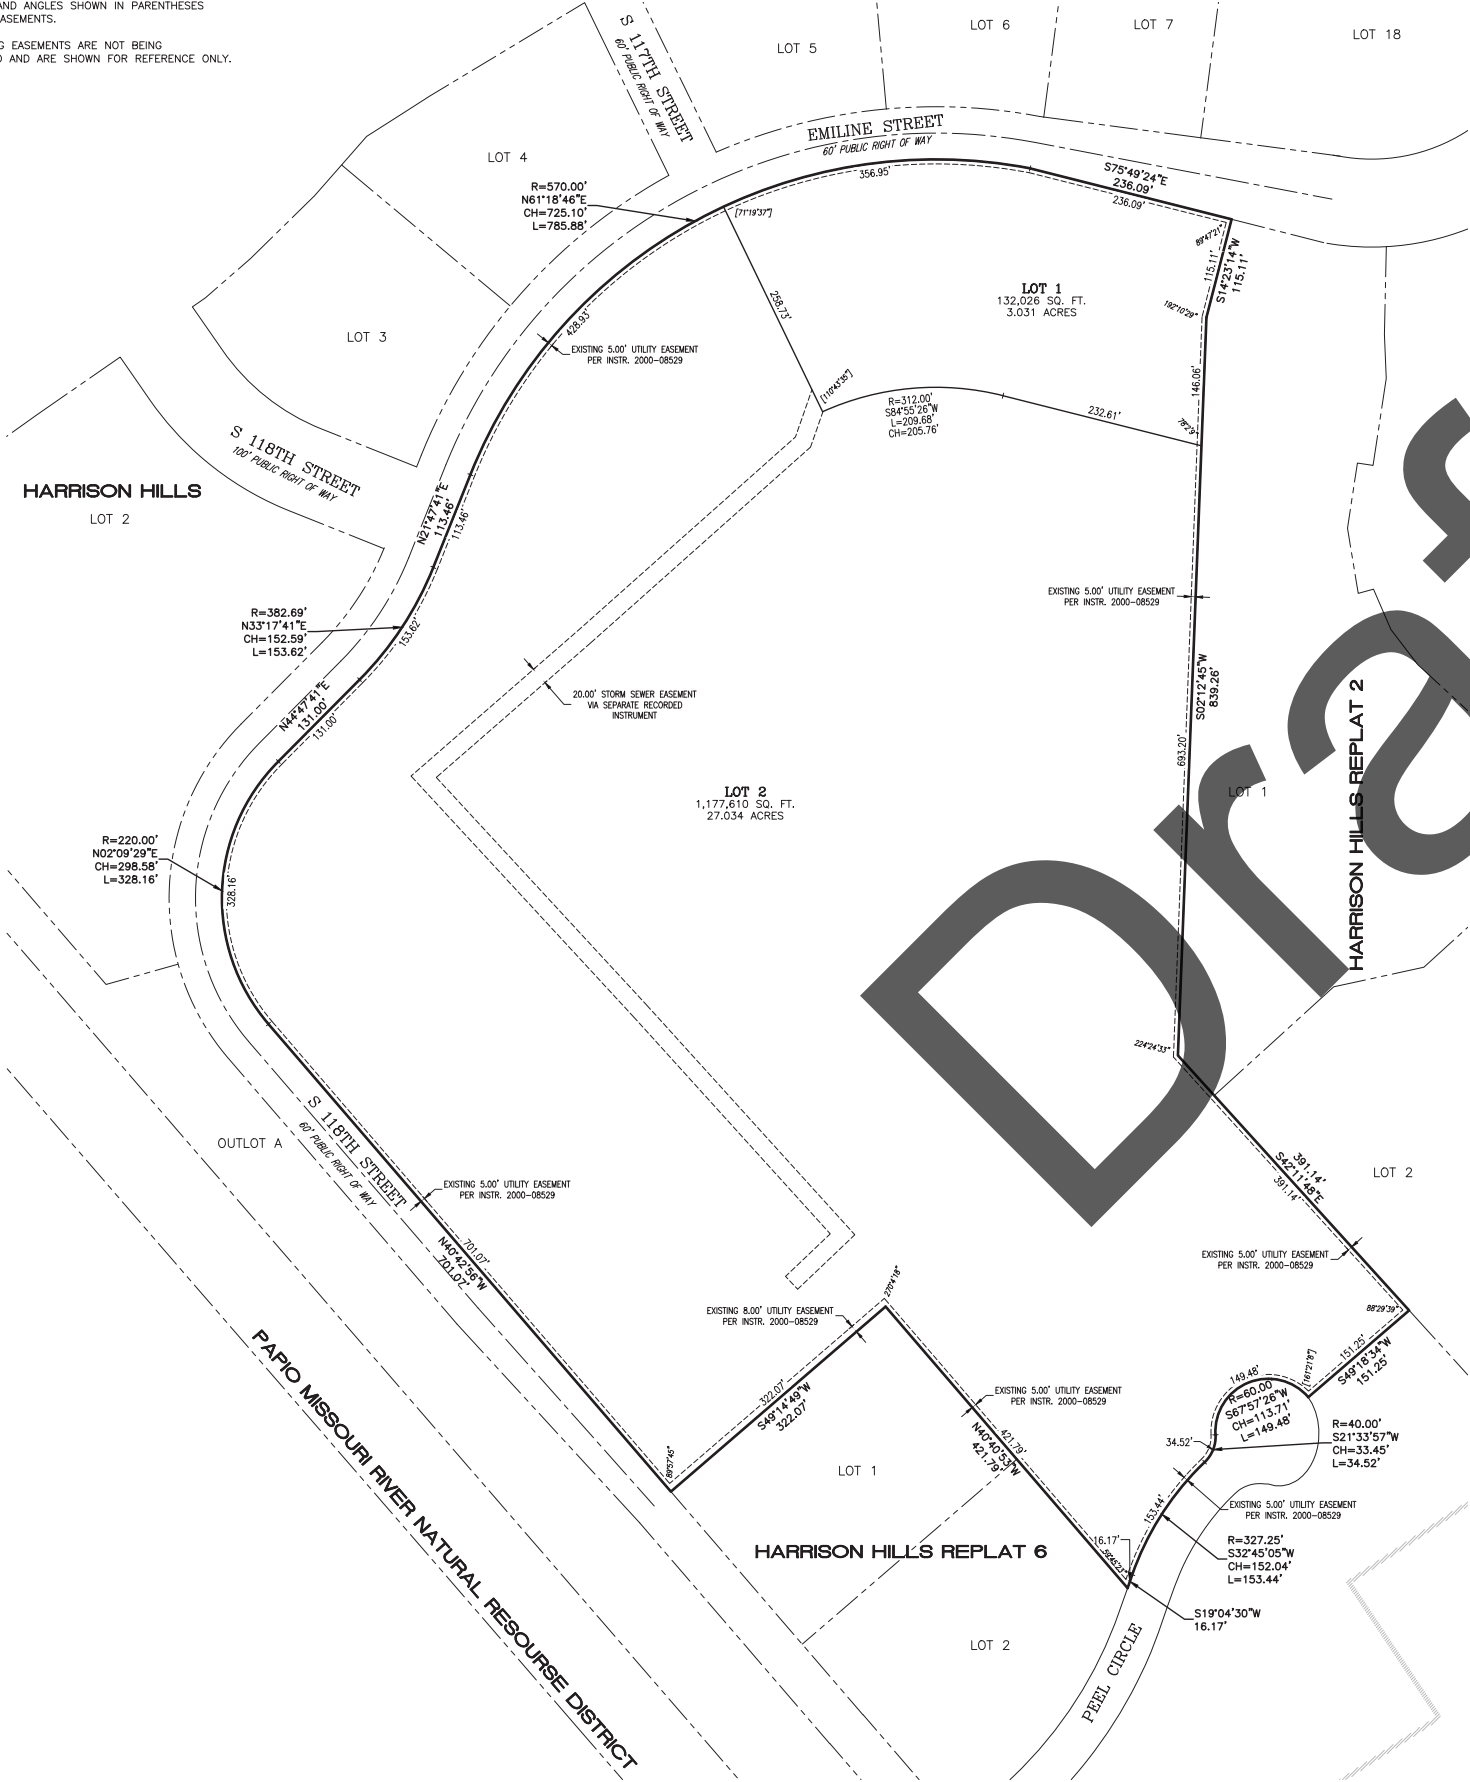 AND ANGLES SHOWN IN PARENTHESES
ASEMENTS.
G EASEMENTS ARE NOT BEING
D AND ARE SHOWN FOR REFERENCE ONLY.
S 117TH STREET
60' PUBLIC RIGHT OF WAY
LOT 5
LOT 6
LOT 7
LOT 18
EMILINE STREET
60' PUBLIC RIGHT OF WAY
LOT 4
R=570.00'
N61°18'46"E
CH=725.10'
L=785.88'
356.95'
S75°49'24"E
236.09'
236.09'
[71°19'37"]
89°47'21"
115.11'
S14°23'14"W
115.11'
LOT 1
132,026 SQ. FT.
3.031 ACRES
258.73'
192°10'29"
LOT 3
428.93'
EXISTING 5.00' UTILITY EASEMENT
PER INSTR. 2000-08529
146.06'
[110°43'35"]
R=312.00'
S84°55'26"W
L=209.68'
CH=205.76'
232.61'
78°2'9"
S 118TH STREET
100' PUBLIC RIGHT OF WAY
HARRISON HILLS
LOT 2
N21°47'41"E
113.46'
113.46'
EXISTING 5.00' UTILITY EASEMENT
PER INSTR. 2000-08529
R=382.69'
N33°17'41"E
CH=152.59'
L=153.62'
153.62'
S02°12'45"W
839.26'
N44°47'41"E
131.00'
131.00'
20.00' STORM SEWER EASEMENT
VIA SEPARATE RECORDED
INSTRUMENT
693.20'
LOT 2
1,177,610 SQ. FT.
27.034 ACRES
LOT 1
HARRISON HILLS REPLAT 2
Draf
R=220.00'
N02°09'29"E
CH=298.58'
L=328.16'
328.16'
224°24'33"
S 118TH STREET
60' PUBLIC RIGHT OF WAY
OUTLOT A
EXISTING 5.00' UTILITY EASEMENT
PER INSTR. 2000-08529
391.14'
S42°11'48"E
391.14'
LOT 2
701.07'
N40°42'56"W
701.07'
EXISTING 5.00' UTILITY EASEMENT
PER INSTR. 2000-08529
270°4'18"
EXISTING 8.00' UTILITY EASEMENT
PER INSTR. 2000-08529
88°29'39"
151.25'
S49°18'34"W
151.25'
[161°21'8"]
149.48'
R=60.00
S67°57'26"W
CH=113.71'
L=149.48'
322.07'
S49°14'49"W
322.07'
EXISTING 5.00' UTILITY EASEMENT
PER INSTR. 2000-08529
R=40.00'
S21°33'57"W
CH=33.45'
L=34.52'
34.52'
421.79'
N40°40'53"W
421.79'
89°57'45"
LOT 1
153.44'
EXISTING 5.00' UTILITY EASEMENT
PER INSTR. 2000-08529
HARRISON HILLS REPLAT 6
16.17'
59°45'23"
R=327.25'
S32°45'05"W
CH=152.04'
L=153.44'
S19°04'30"W
16.17'
LOT 2
PEEL CIRCLE
PAPIO MISSOURI RIVER NATURAL RESOURSE DISTRICT